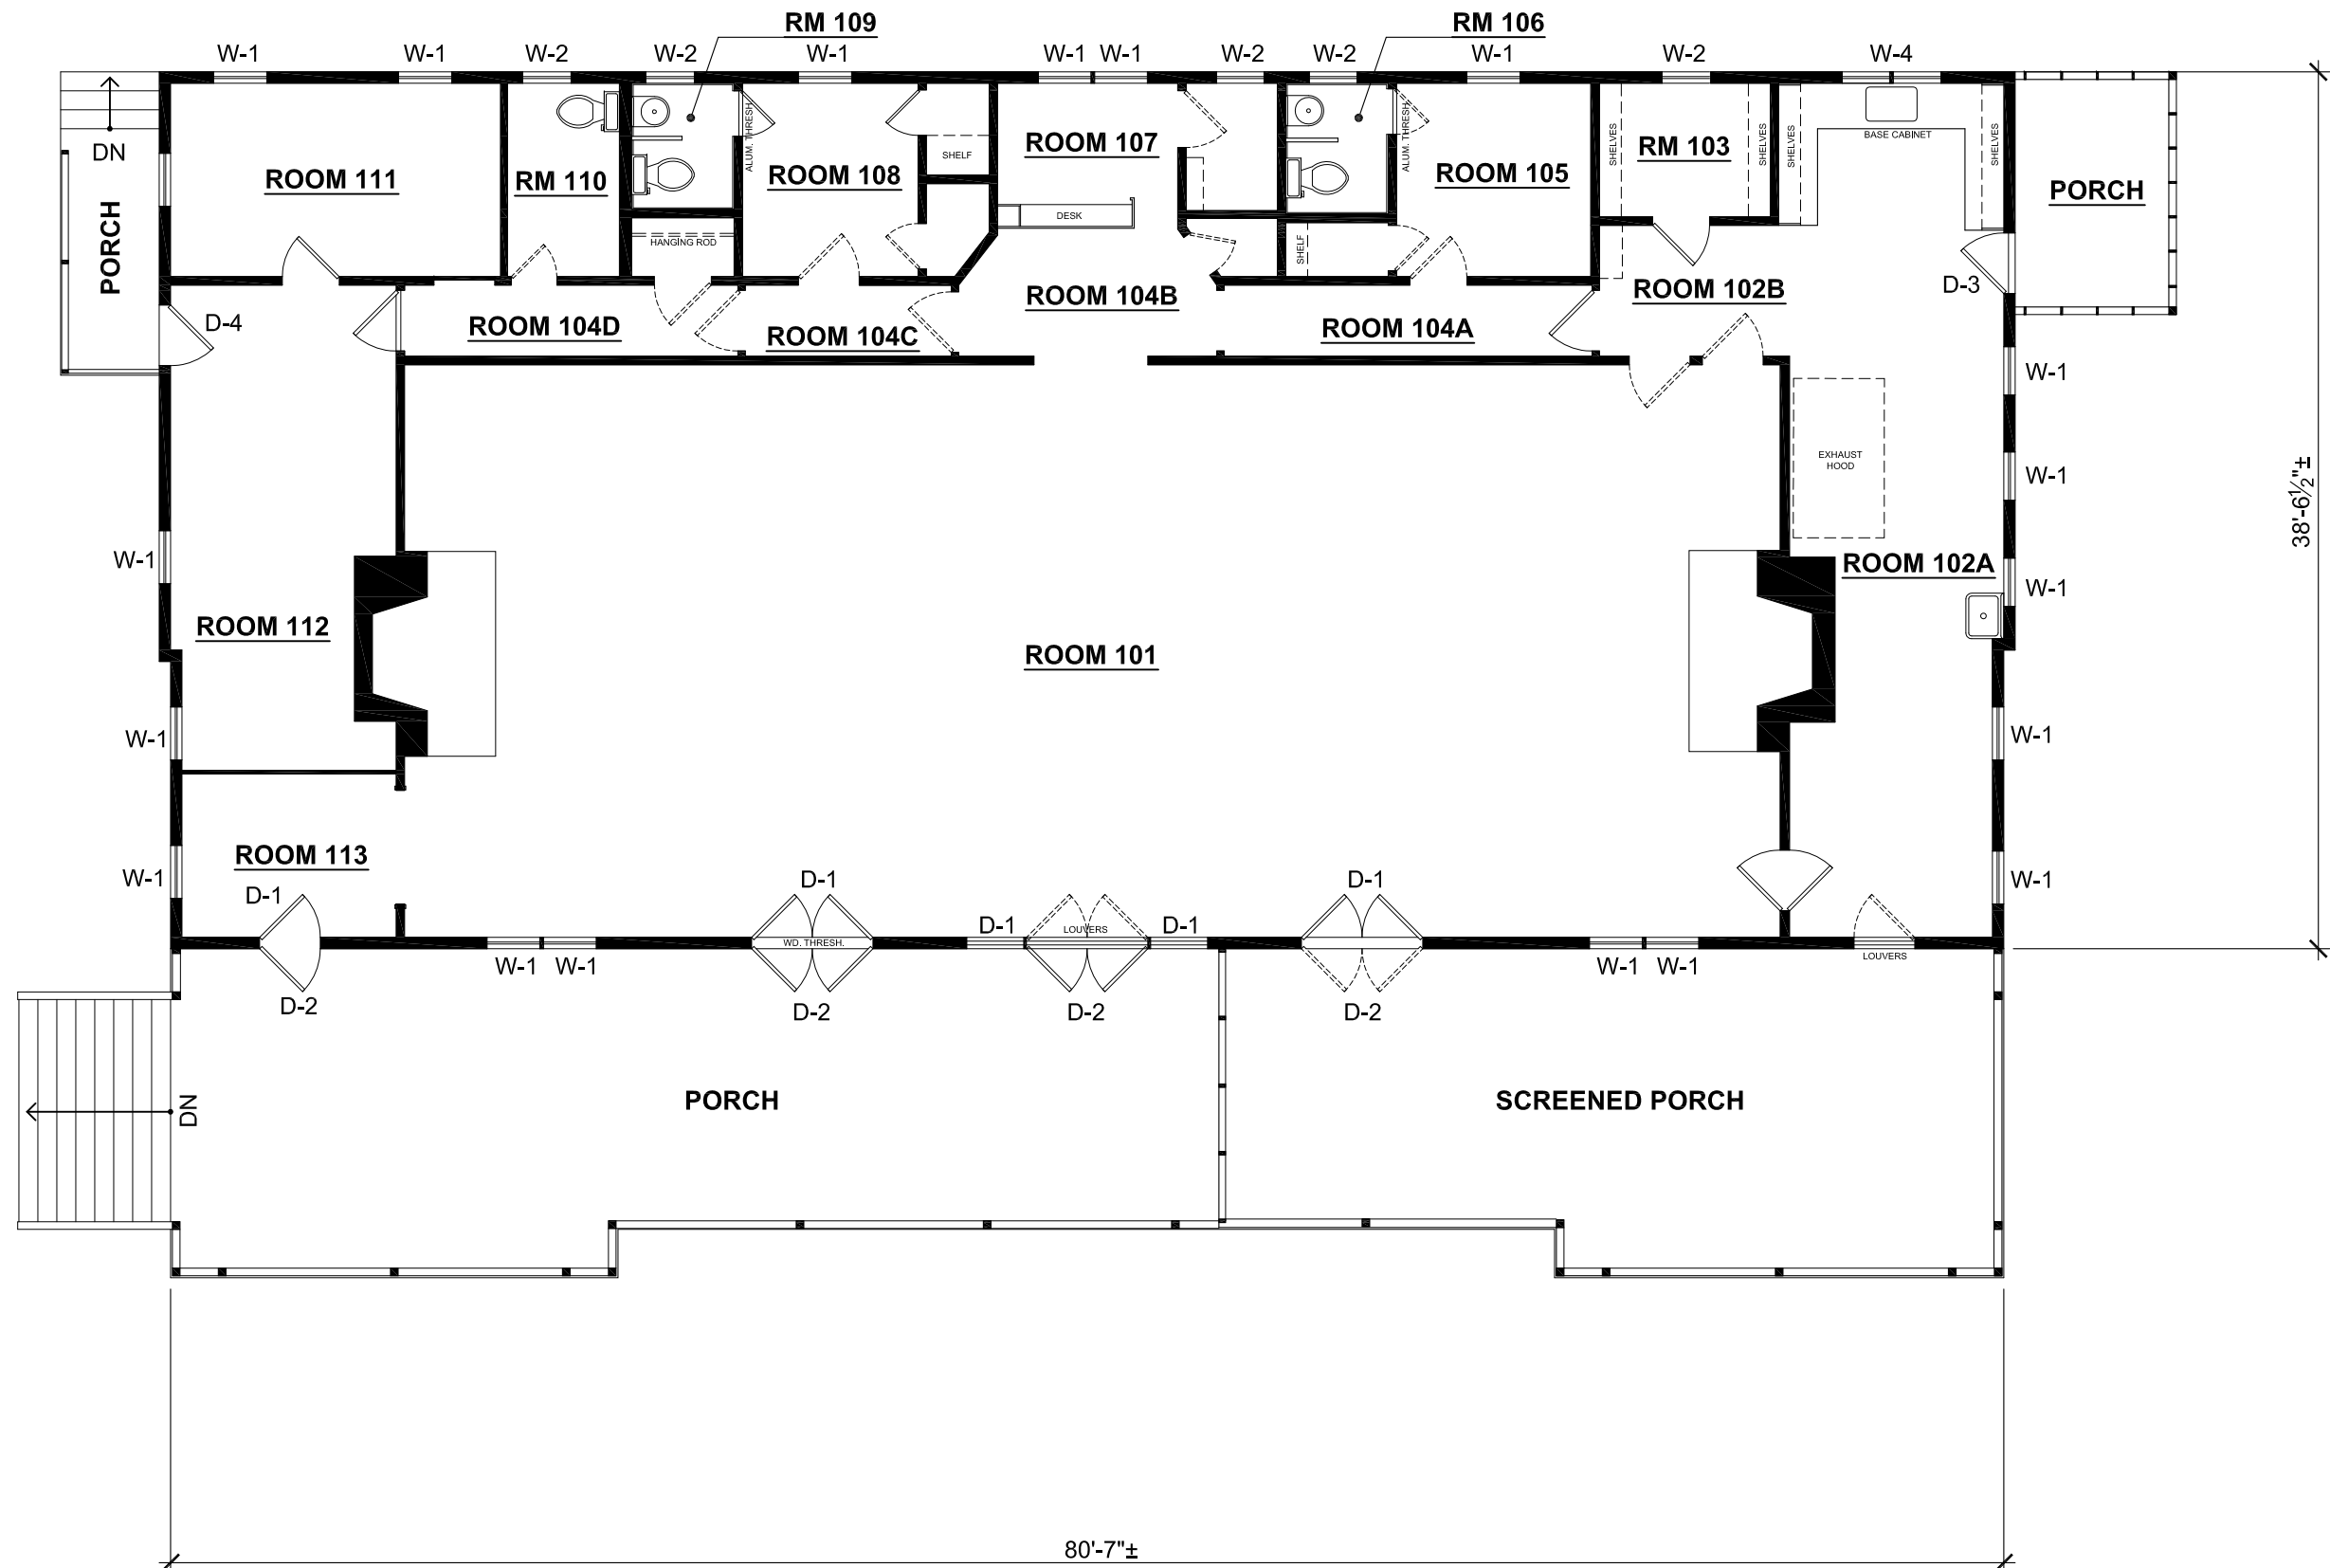 RM 109
RM 106
W-1
W-1
W-2
W-2
W-1
W-1
W-1
W-2
W-2
W-1
W-2
W-4
DN
PORCH
ROOM 111
RM 110
ALUM. THRESH.
ROOM 108
SHELF
ROOM 107
DESK
ALUM. THRESH.
ROOM 105
SHELVES
RM 103
SHELVES
SHELVES
BASE CABINET
SHELVES
PORCH
HANGING ROD
SHELF
D-4
ROOM 104D
ROOM 104C
ROOM 104B
ROOM 104A
ROOM 102B
D-3
W-1
EXHAUST
HOOD
W-1
38'-6½"±
W-1
ROOM 102A
W-1
ROOM 112
ROOM 101
W-1
W-1
ROOM 113
W-1
D-1
D-1
D-1
W-1
D-1
LOUVERS
D-1
WD. THRESH.
LOUVERS
W-1
W-1
W-1
W-1
D-2
D-2
D-2
D-2
DN
PORCH
SCREENED PORCH
80'-7"±